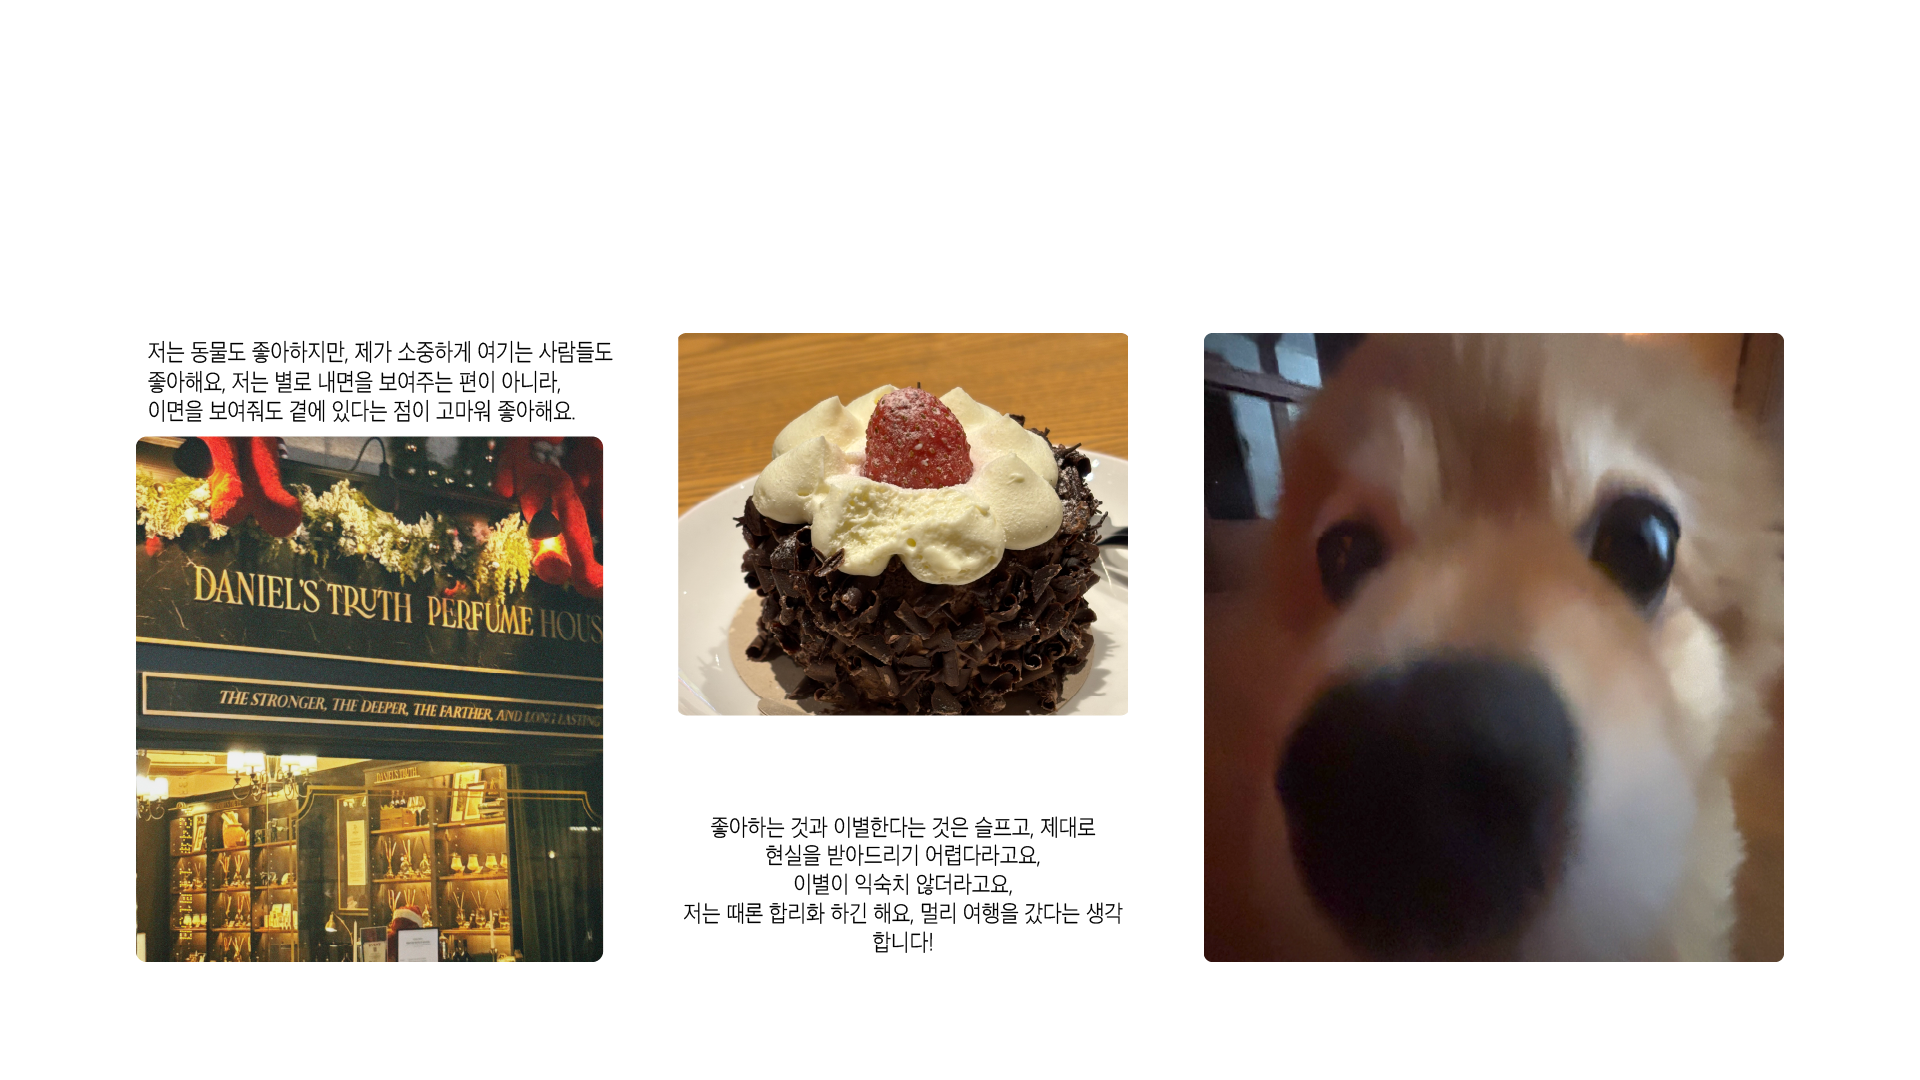 저는 동물도 좋아하지만, 제가 소중하게 여기는 사람들도
좋아해요, 저는 별로 내면을 보여주는 편이 아니라,
이면을 보여줘도 곁에 있다는 점이 고마워 좋아해요.
DANIEL'S TRUTH PERFUME HOUS
THE STRONGER, THE DEEPER, THE FARTHER, AND LONG LASTING
DANIEL'S TRUTH
좋아하는 것과 이별한다는 것은 슬프고, 제대로
현실을 받아드리기 어렵다라고요,
이별이 익숙치 않더라고요,
저는 때론 합리화 하긴 해요, 멀리 여행을 갔다는 생각
합니다!